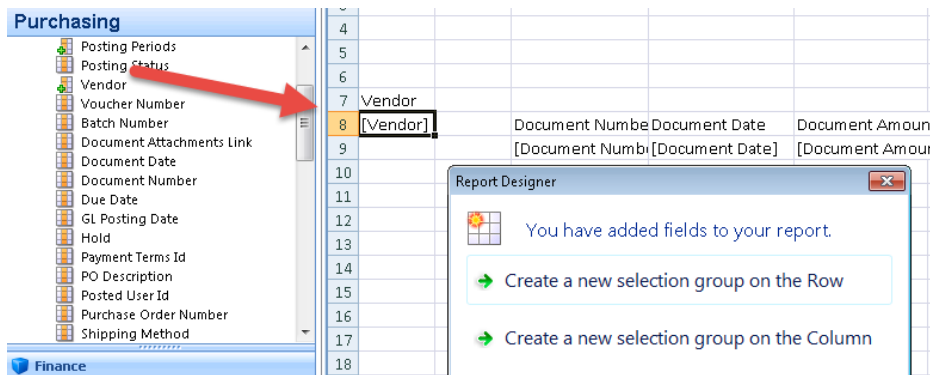 Purchasing
Posting Periods
Posting Status
Vendor
Voucher Number
Batch Number
Document Attachments Link
Document Date
Document Number
Due Date
GL Posting Date
Hold
Payment Terms Id
PO Description
Posted User Id
Purchase Order Number
Shipping Method
Finance
4
5
6
7 Vendor
8 [Vendor] Document Numbe Document Date Document Amoun
9 [Document Numb [Document Date] [Document Amou
10
11
12
13
14
15
16
17
18
Report Designer
You have added fields to your report.
Create a new selection group on the Row
Create a new selection group on the Column